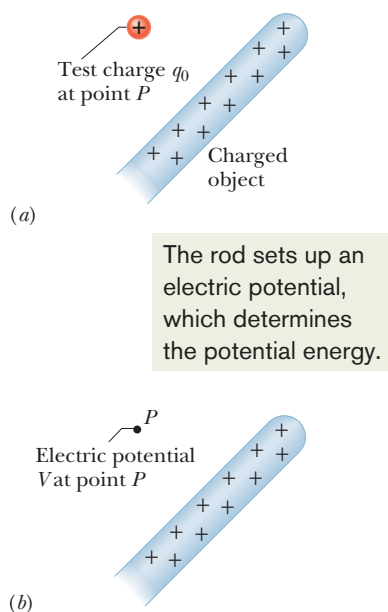 Test charge q0
at point P
Charged
object
(a)
The rod sets up an
electric potential,
which determines
the potential energy.
P
Electric potential
V at point P
(b)